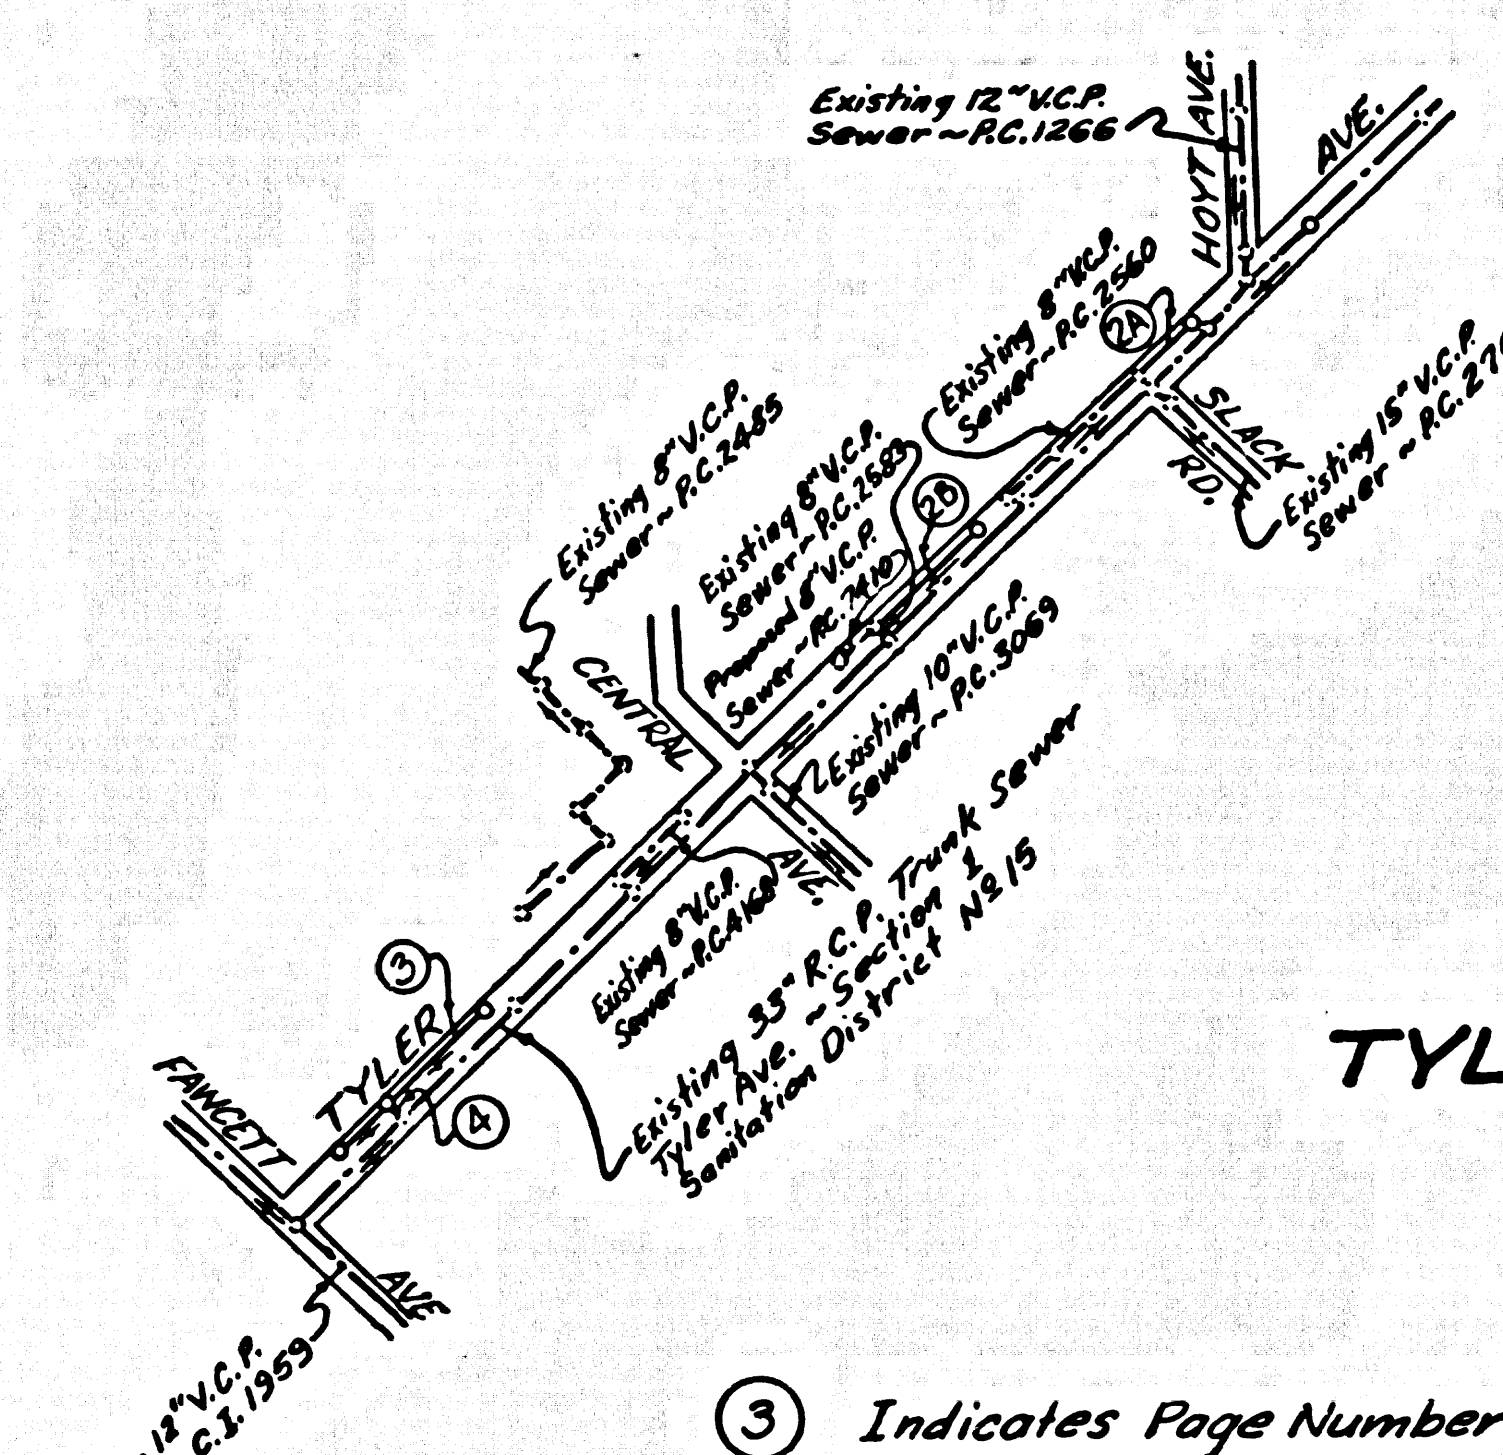 Existing 12" V.C.P.
Sewer ~ P.C. 1266
HOYT AVE.
AVE.
Existing 8" V.C.P.
Sewer ~ P.C. 2560
2A
SLACK
RD.
Existing 15" V.C.P.
Sewer ~ P.C.
Existing 8" V.C.P.
Sewer ~ P.C. 2485
Existing 8" V.C.P.
Sewer ~ P.C. 2583
2B
Proposed 8" V.C.P.
Sewer ~ P.C. 7410
CENTRAL
AVE.
Existing 10" V.C.P.
Sewer ~ P.C. 3069
Existing 8" V.C.P.
Sewer ~ P.C. 4168
Existing 33" R.C.P. Trunk Sewer
Tyler Ave. ~ Section 1
Sanitation District No 15
3
TYLER
4
FAWCETT
AVE
12" V.C.P.
C.I. 1959
TYL
3 Indicates Page Number